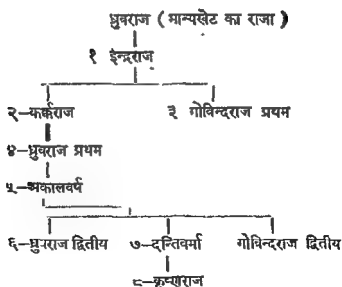 ध्रुवराज (मान्यखेट का राजा)
१ इन्द्रराज
२—कर्कराज ३ गोविन्दराज प्रथम
४—ध्रुवराज प्रथम
५—अकालवर्ष
६—ध्रुवराज द्वितीय ७—दन्तिवर्मा गोविन्दराज द्वितीय
८—कृष्णराज